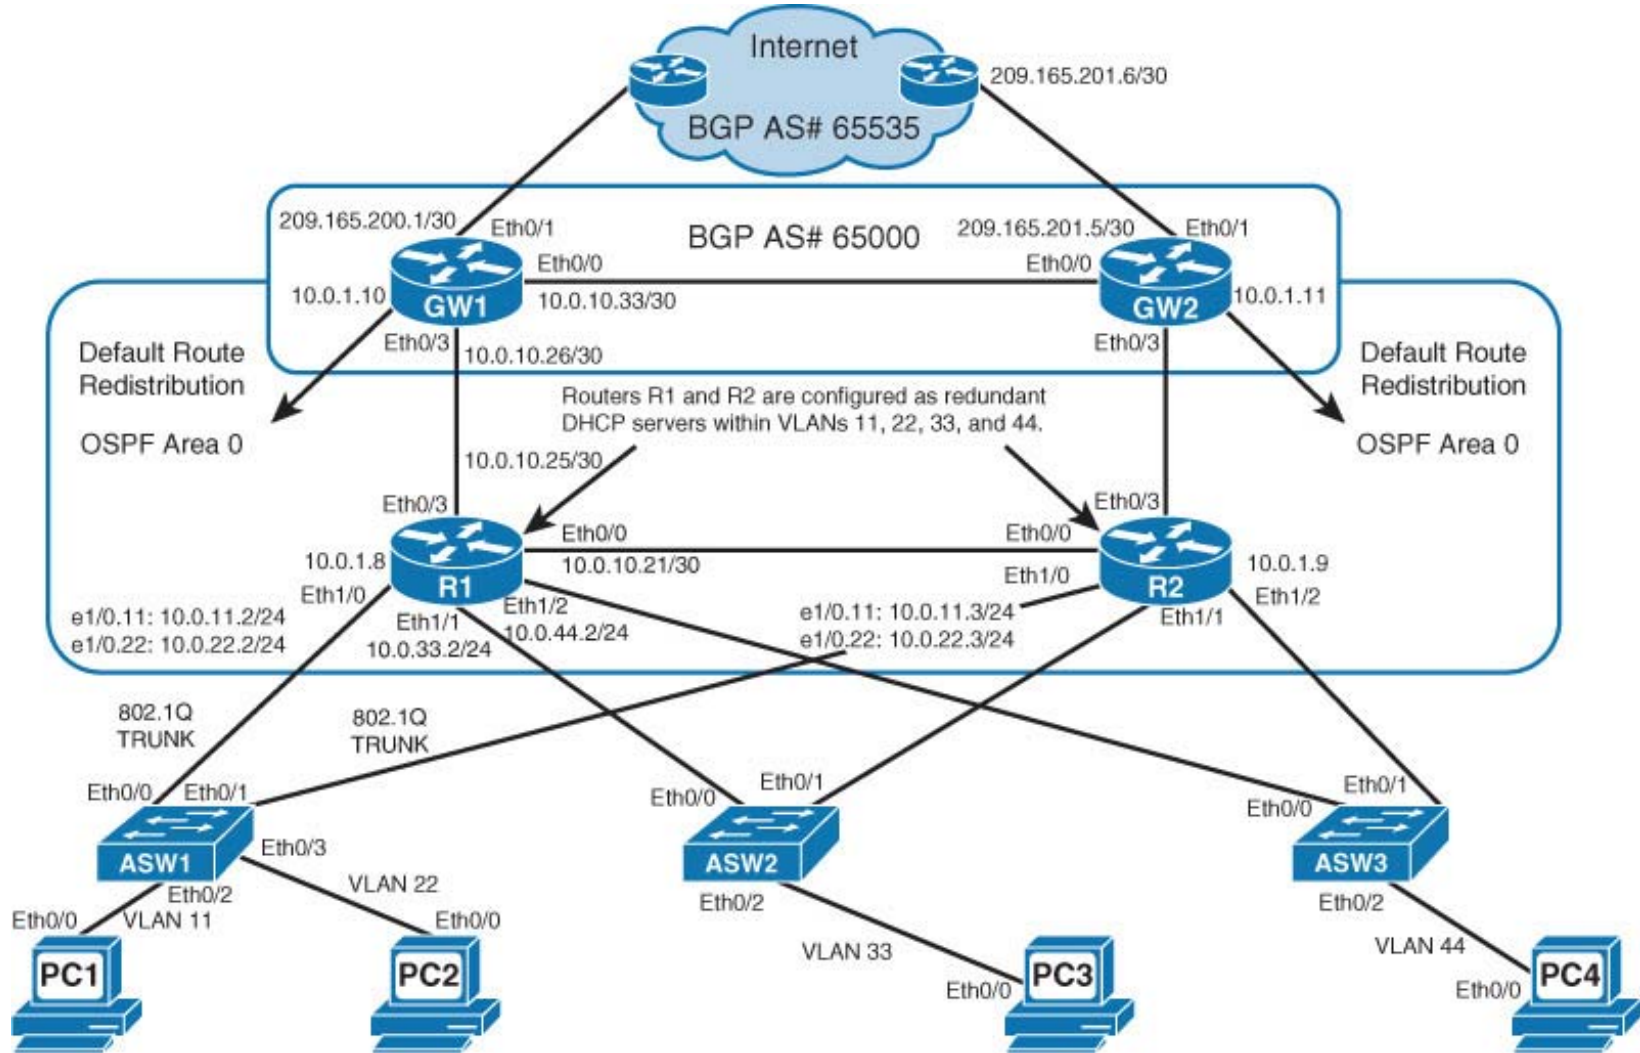 Internet
209.165.201.6/30
BGP AS# 65535
209.165.200.1/30
Eth0/1
BGP AS# 65000
209.165.201.5/30
Eth0/1
Eth0/0
Eth0/0
10.0.1.10
GW1
10.0.10.33/30
GW2
10.0.1.11
Eth0/3
10.0.10.26/30
Eth0/3
Default Route
Redistribution
OSPF Area 0
Default Route
Redistribution
OSPF Area 0
Routers R1 and R2 are configured as redundant
DHCP servers within VLANs 11, 22, 33, and 44.
10.0.10.25/30
Eth0/3
Eth0/3
Eth0/0
Eth0/0
10.0.1.8
R1
10.0.10.21/30
R2
10.0.1.9
Eth1/0
Eth1/0
Eth1/2
Eth1/2
e1/0.11: 10.0.11.2/24
e1/0.22: 10.0.22.2/24
Eth1/1
10.0.33.2/24
10.0.44.2/24
e1/0.11: 10.0.11.3/24
e1/0.22: 10.0.22.3/24
Eth1/1
802.1Q
TRUNK
802.1Q
TRUNK
Eth0/0
Eth0/1
Eth0/0
Eth0/1
Eth0/0
Eth0/1
ASW1
Eth0/3
ASW2
ASW3
Eth0/2
VLAN 22
Eth0/2
Eth0/2
Eth0/0
VLAN 11
Eth0/0
VLAN 33
VLAN 44
PC1
PC2
Eth0/0
PC3
Eth0/0
PC4